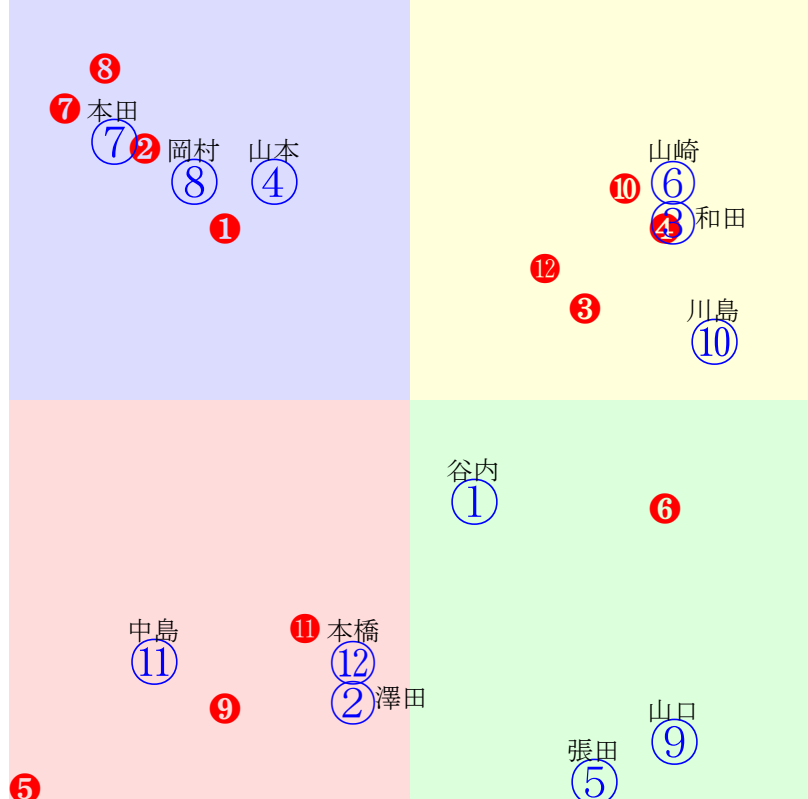 ❽
❼
本田
⑦
❷
岡村
⑧
山本
④
❶
山崎
⑥
❿
③
❹
和田
⓬
❸
川島
⑩
谷内
①
❻
中島
⑪
⓫
本橋
⑫
②
澤田
❾
山口
⑨
張田
⑤
❺